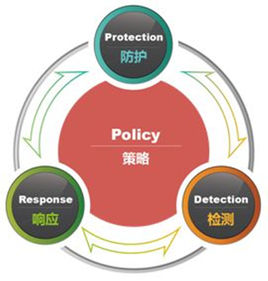 Protection
防护
Policy
策略
Response
响应
Detection
检测